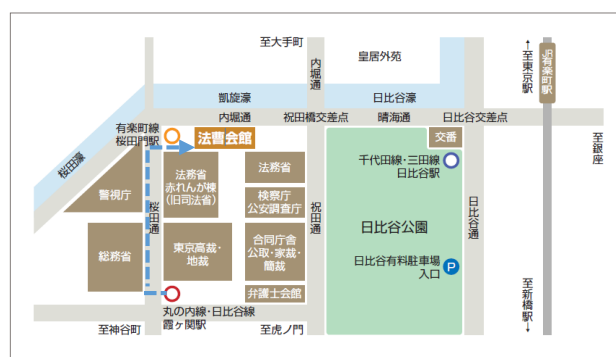 至大手町
内堀通
皇居外苑
←至東京駅
JR有楽町駅
凱旋濠
日比谷濠
内堀通
祝田橋交差点
晴海通
日比谷交差点
至銀座
有楽町線
桜田門駅
法曹会館
交番
桜田濠
千代田線・三田線
日比谷駅
法務省
赤れんが棟
(旧司法省)
法務省
警視庁
検察庁
公安調査庁
桜田通
祝田通
日比谷公園
日比谷通
総務省
東京高裁・
地裁
合同庁舎
公取・家裁・
簡裁
日比谷有料駐車場
入口
P
弁護士会館
丸の内線・日比谷線
霞ヶ関駅
至新橋駅→
至神谷町
至虎ノ門